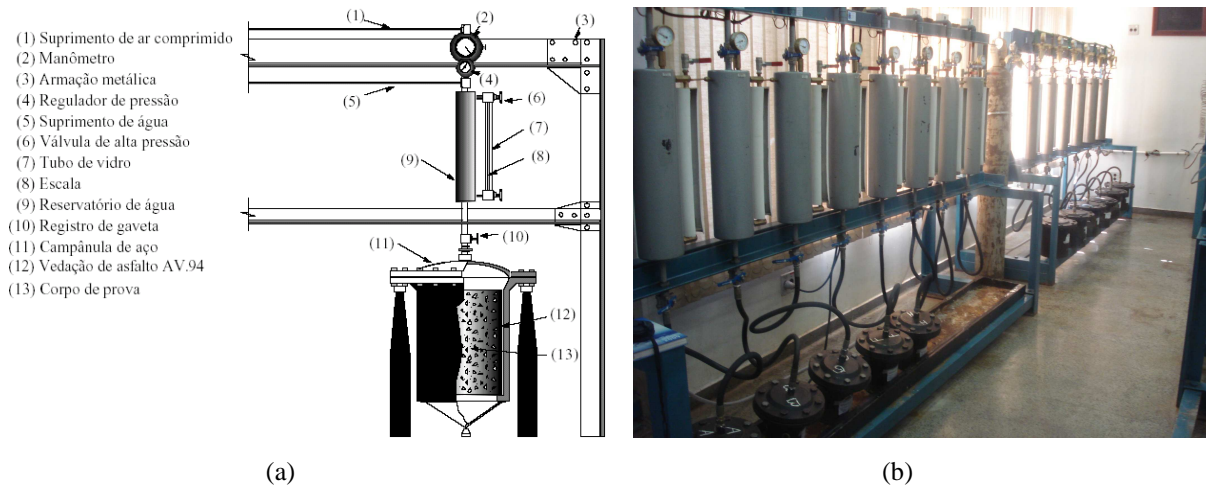 (1) Suprimento de ar comprimido
(2) Manômetro
(3) Armação metálica
(4) Regulador de pressão
(5) Suprimento de água
(6) Válvula de alta pressão
(7) Tubo de vidro
(8) Escala
(9) Reservatório de água
(10) Registro de gaveta
(11) Campânula de aço
(12) Vedação de asfalto AV.94
(13) Corpo de prova
(1)
(2)
(3)
(4)
(5)
(6)
(7)
(9)
(8)
(10)
(11)
(12)
(13)
(a)
(b)